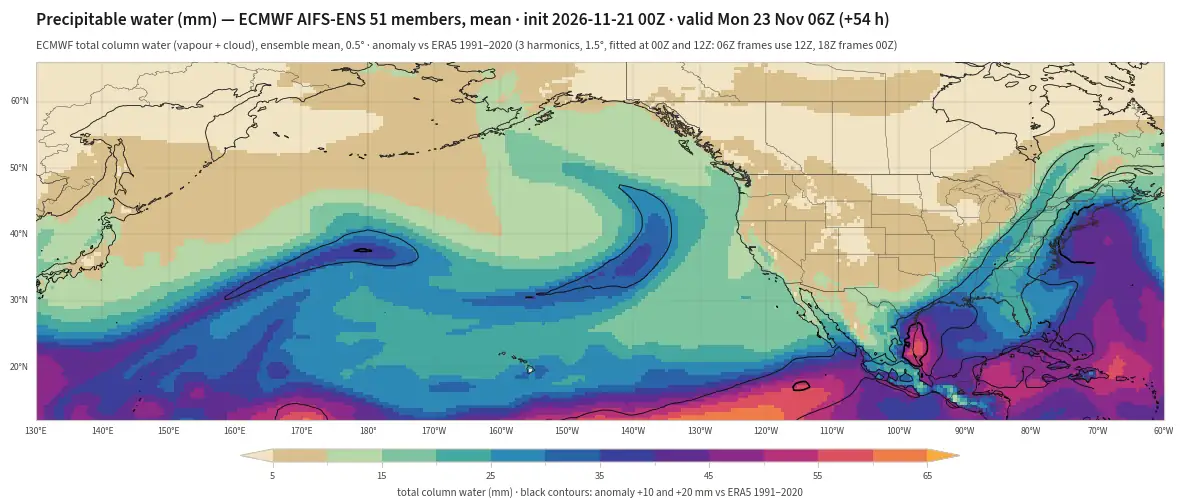 Precipitable water (mm) — ECMWF AIFS-ENS 51 members, mean · init 2026-11-21 00Z · valid Mon 23 Nov 06Z (+54 h)
ECMWF total column water (vapour + cloud), ensemble mean, 0.5° · anomaly vs ERA5 1991–2020 (3 harmonics, 1.5°, fitted at 00Z and 12Z: 06Z frames use 12Z, 18Z frames 00Z)
60°N
50°N
40°N
30°N
20°N
130°E 140°E 150°E 160°E 170°E 180° 170°W 160°W 150°W 140°W 130°W 120°W 110°W 100°W 90°W 80°W 70°W 60°W
5 15 25 35 45 55 65
total column water (mm) · black contours: anomaly +10 and +20 mm vs ERA5 1991–2020